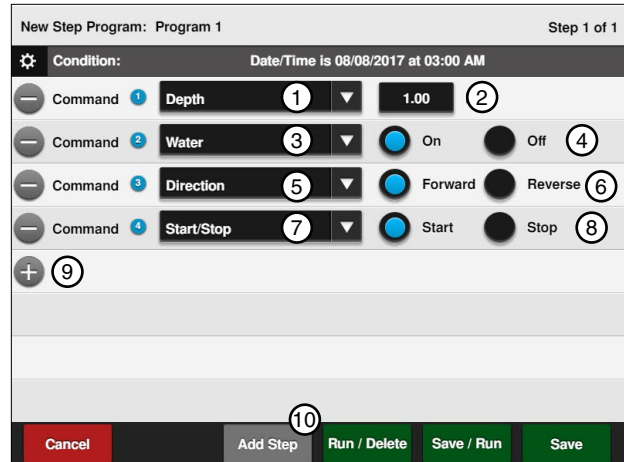 New Step Program: Program 1 Step 1 of 1
Condition: Date/Time is 08/08/2017 at 03:00 AM
Command 1 Depth 1 1.00 2
Command 2 Water 3 On Off 4
Command 3 Direction 5 Forward Reverse 6
Command 4 Start/Stop 7 Start Stop 8
9
10
Cancel Add Step Run / Delete Save / Run Save